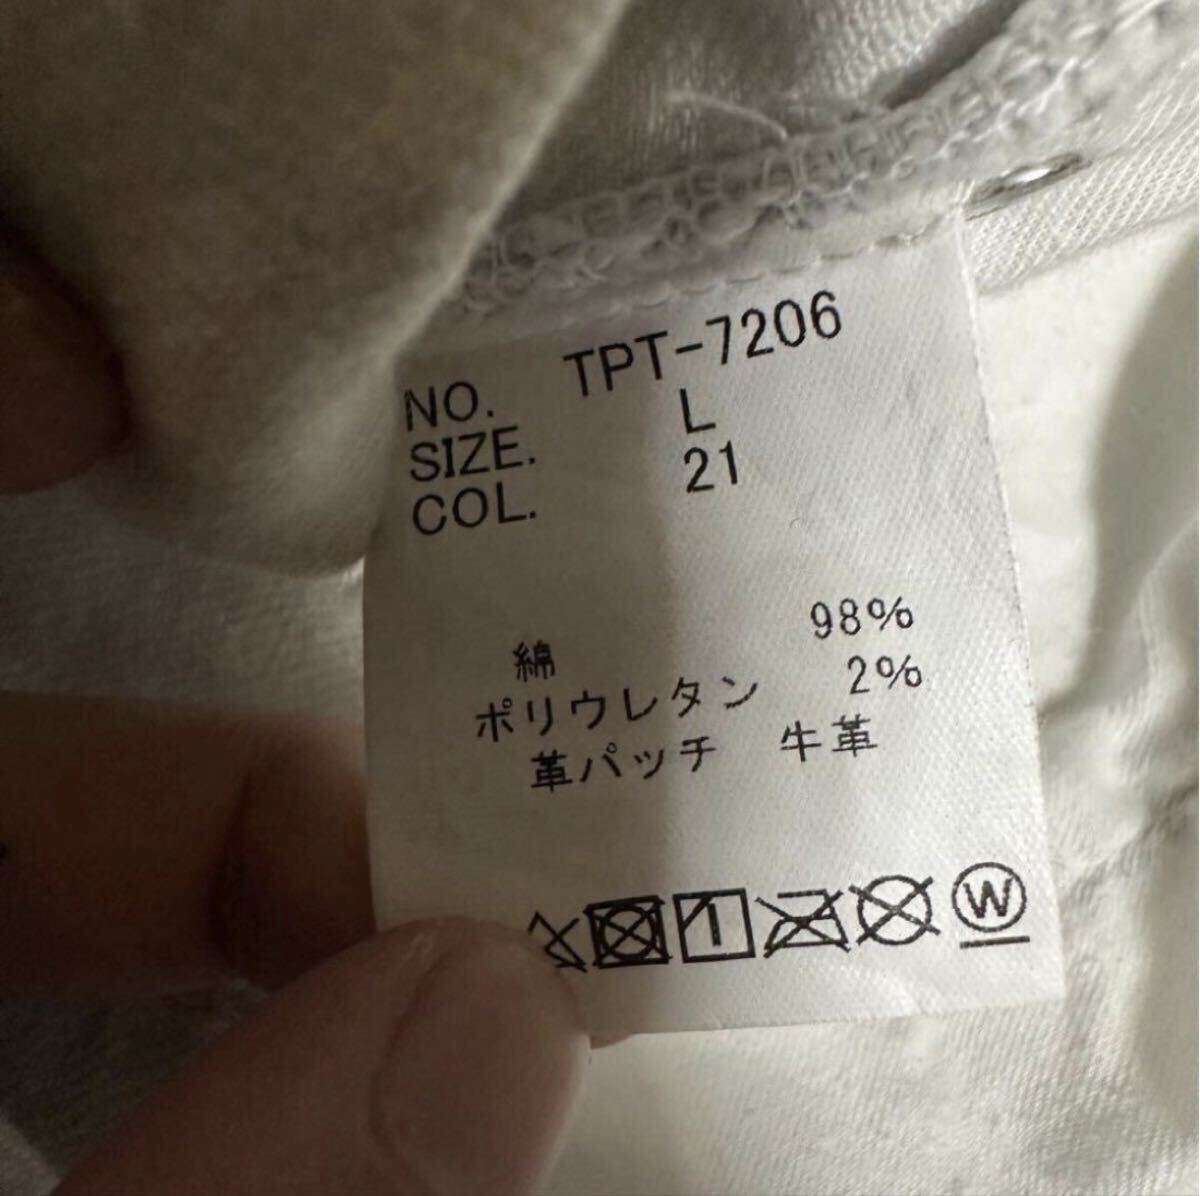 NO. TPT-7206
SIZE. L
COL. 21
綿 98%
ポリウレタン 2%
革パッチ 牛革
W